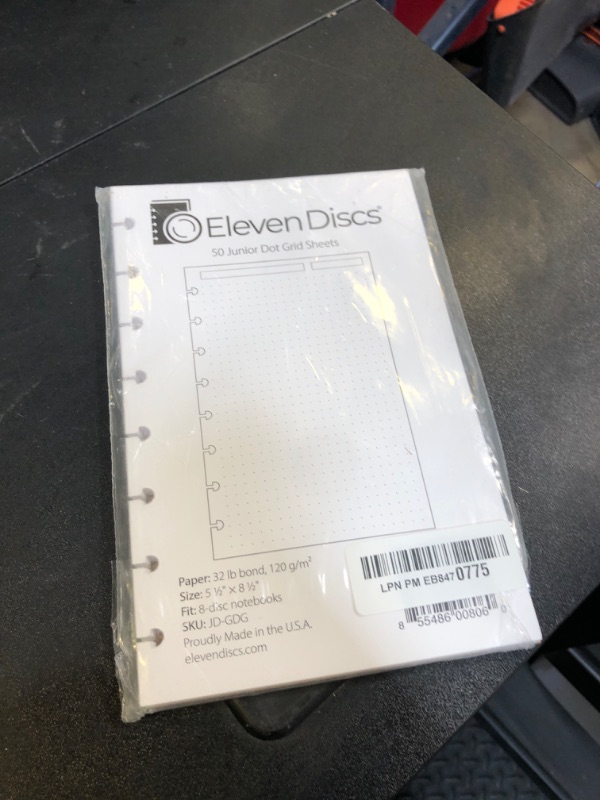 Eleven Discs®
50 Junior Dot Grid Sheets
Paper: 32 lb bond, 120 g/m²
Size: 5 ½" × 8 ½"
Fit: 8-disc notebooks
SKU: JD-GDG
Proudly Made in the U.S.A.
elevendiscs.com
LPN PM EB8470775
8 55486 00806 0